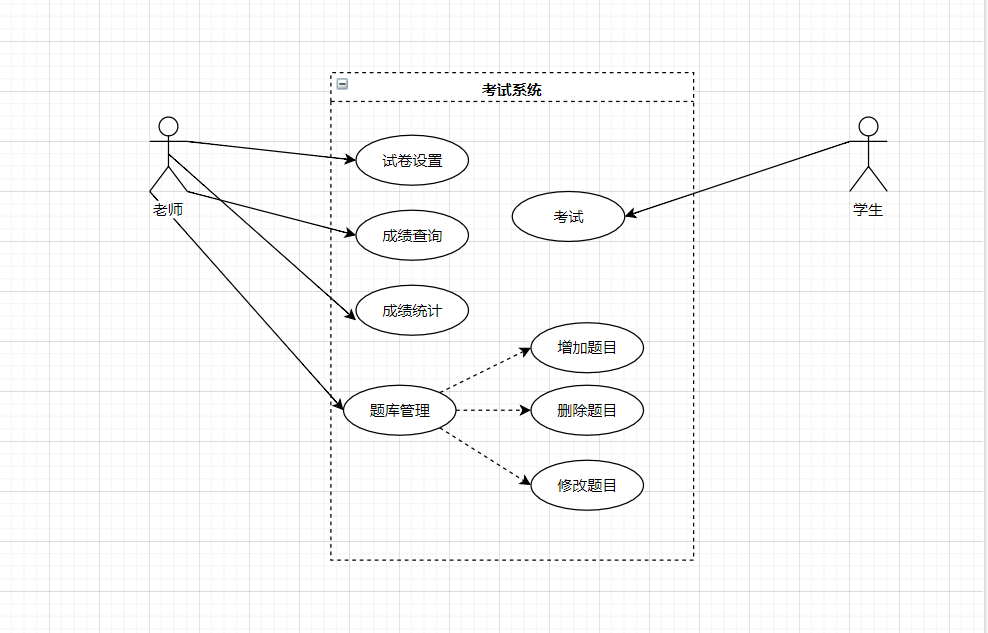 考试系统
试卷设置
老师
学生
考试
成绩查询
成绩统计
增加题目
题库管理
删除题目
修改题目